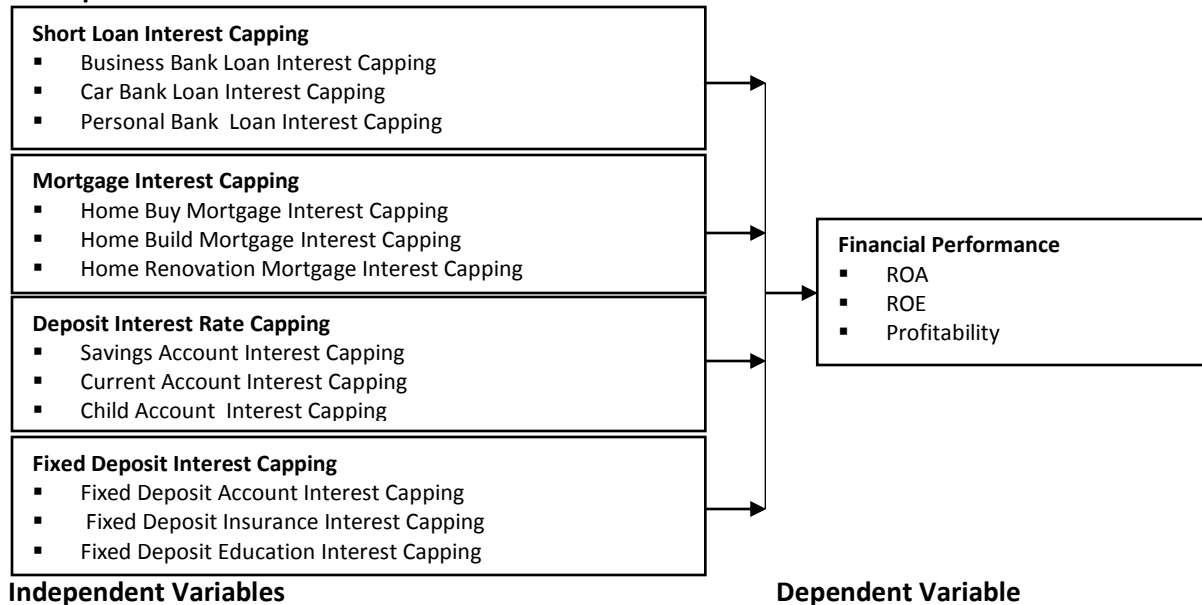 Short Loan Interest Capping
▪ Business Bank Loan Interest Capping
▪ Car Bank Loan Interest Capping
▪ Personal Bank Loan Interest Capping
Mortgage Interest Capping
▪ Home Buy Mortgage Interest Capping
▪ Home Build Mortgage Interest Capping
▪ Home Renovation Mortgage Interest Capping
Deposit Interest Rate Capping
▪ Savings Account Interest Capping
▪ Current Account Interest Capping
▪ Child Account Interest Capping
Fixed Deposit Interest Capping
▪ Fixed Deposit Account Interest Capping
▪ Fixed Deposit Insurance Interest Capping
▪ Fixed Deposit Education Interest Capping
Financial Performance
▪ ROA
▪ ROE
▪ Profitability
Independent Variables
Dependent Variable